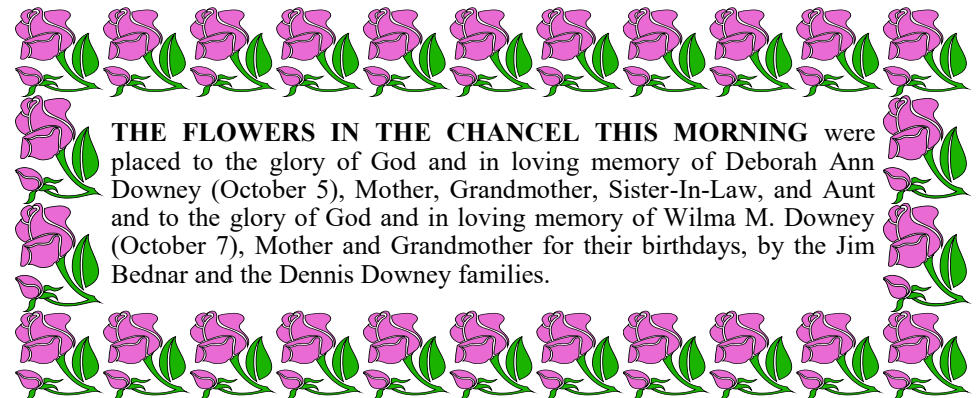 THE FLOWERS IN THE CHANCEL THIS MORNING were
placed to the glory of God and in loving memory of Deborah Ann
Downey (October 5), Mother, Grandmother, Sister-In-Law, and Aunt
and to the glory of God and in loving memory of Wilma M. Downey
(October 7), Mother and Grandmother for their birthdays, by the Jim
Bednar and the Dennis Downey families.